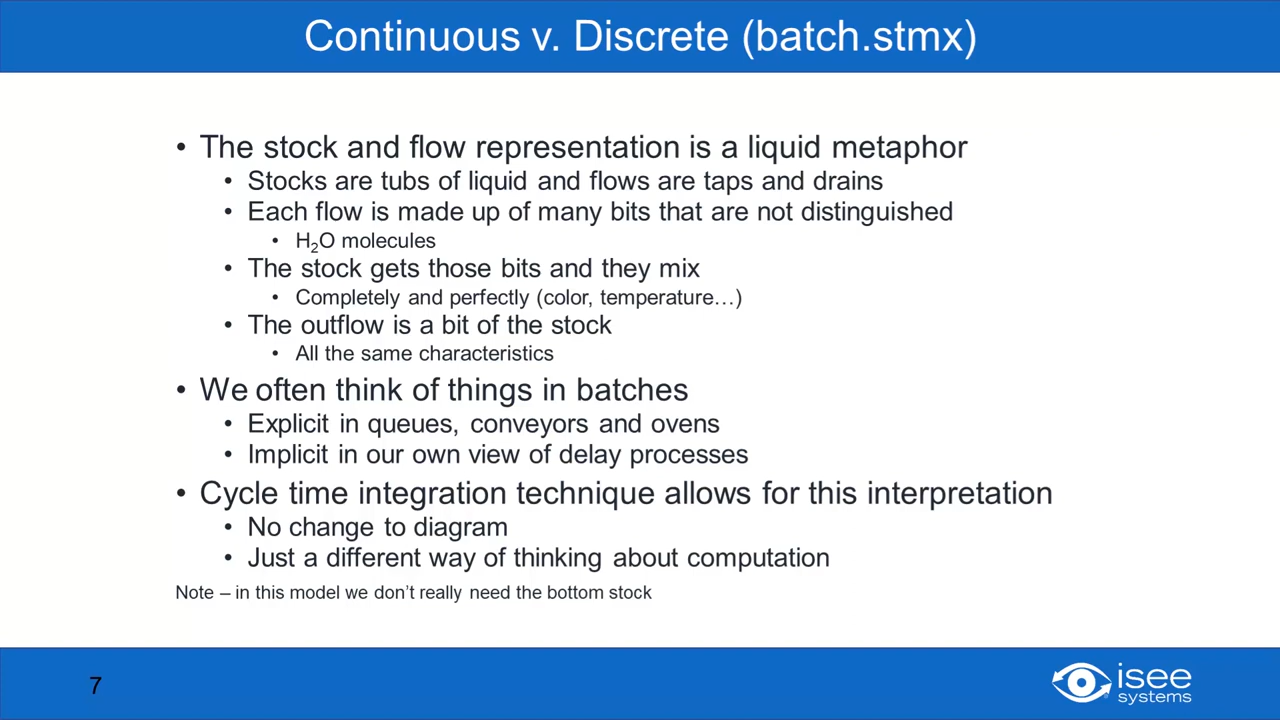 Continuous v. Discrete (batch.stmx)
• The stock and flow representation is a liquid metaphor
• Stocks are tubs of liquid and flows are taps and drains
• Each flow is made up of many bits that are not distinguished
• H₂O molecules
• The stock gets those bits and they mix
• Completely and perfectly (color, temperature…)
• The outflow is a bit of the stock
• All the same characteristics
• We often think of things in batches
• Explicit in queues, conveyors and ovens
• Implicit in our own view of delay processes
• Cycle time integration technique allows for this interpretation
• No change to diagram
• Just a different way of thinking about computation
Note – in this model we don’t really need the bottom stock
7
isee
systems